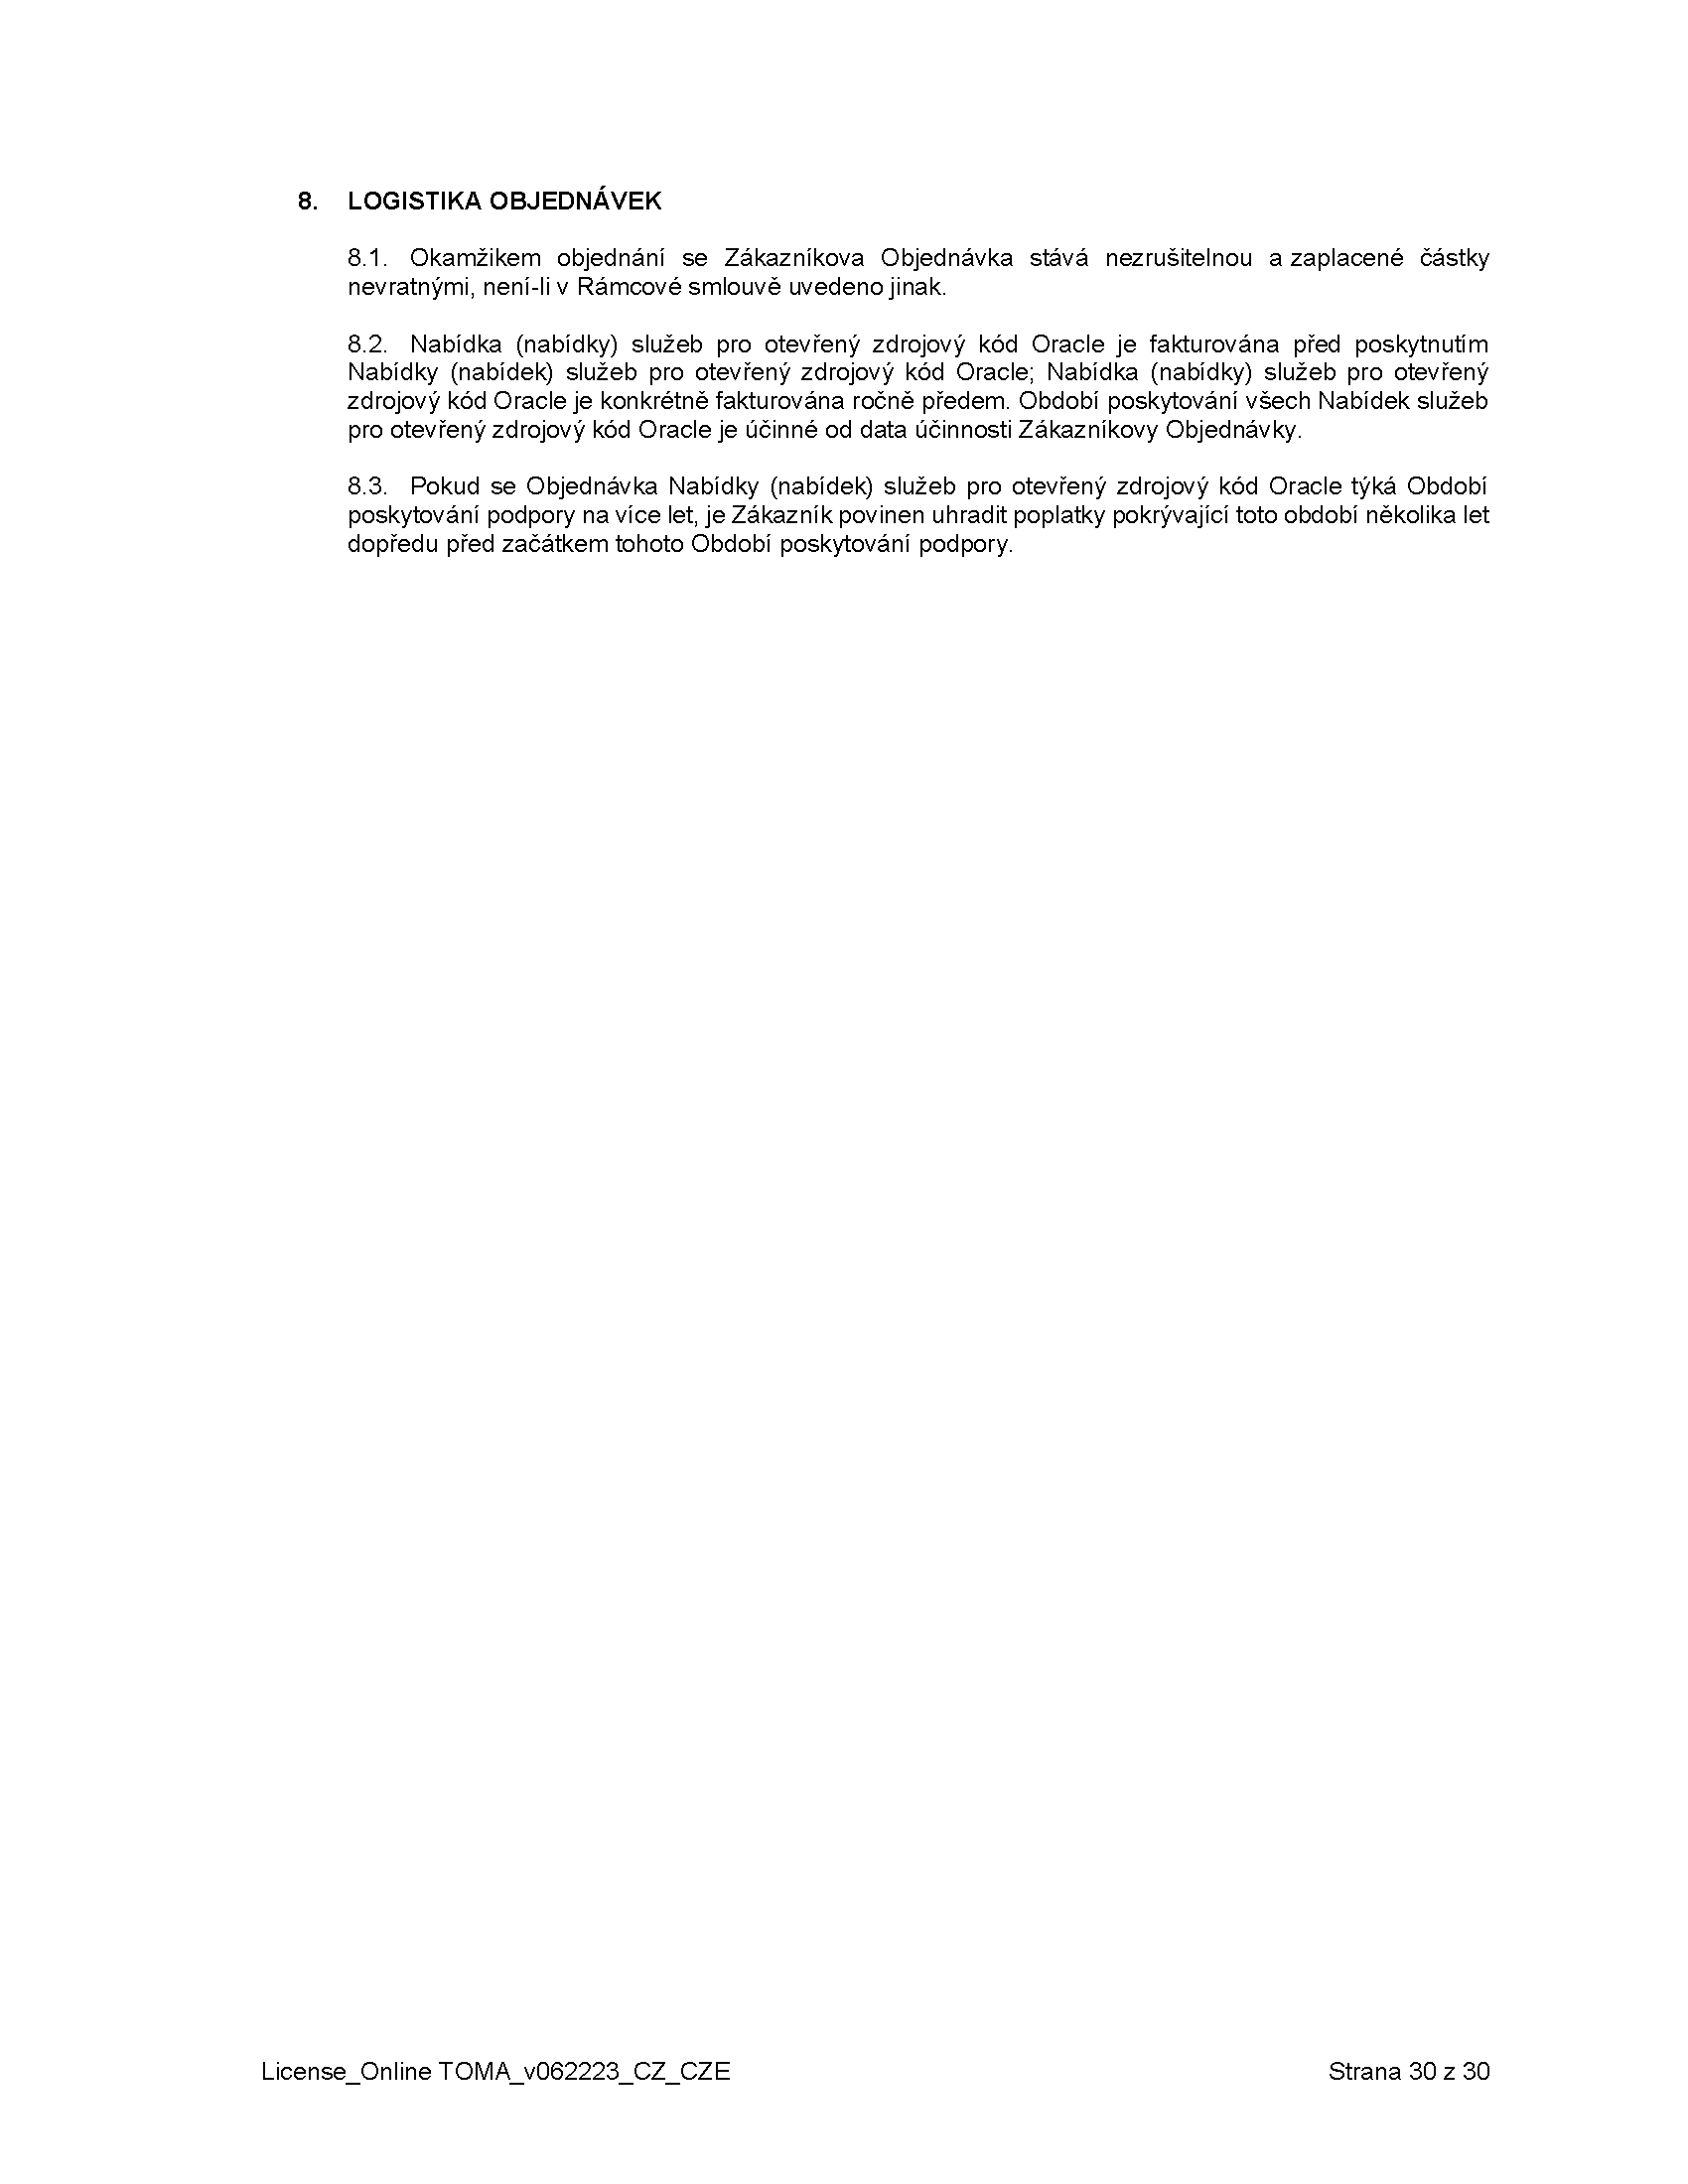 8. LOGISTIKA OBJEDNÁVEK
8.1. Okamžikem objednání se Zákazníkova Objednávka stává nezrušitelnou a zaplacené částky
nevratnými, není-li v Rámcové smlouvě uvedeno jinak.
8.2. Nabídka (nabídky) služeb pro otevřený zdrojový kód Oracle je fakturována před poskytnutím
Nabídky (nabídek) služeb pro otevřený zdrojový kód Oracle; Nabídka (nabídky) služeb pro otevřený
zdrojový kód Oracle je konkrétně fakturována ročně předem. Období poskytování všech Nabídek služeb
pro otevřený zdrojový kód Oracle je účinné od data účinnosti Zákazníkovy Objednávky.
8.3. Pokud se Objednávka Nabídky (nabídek) služeb pro otevřený zdrojový kód Oracle týká Období
poskytování podpory na více let, je Zákazník povinen uhradit poplatky pokrývající toto období několika let
dopředu před začátkem tohoto Období poskytování podpory.
License_Online TOMA_v062223_CZ_CZE
Strana 30 z 30